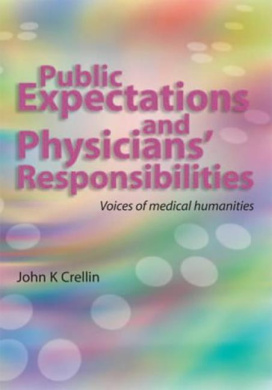 Public
Expectations
and
Physicians'
Responsibilities
Voices of medical humanities
John K Crellin